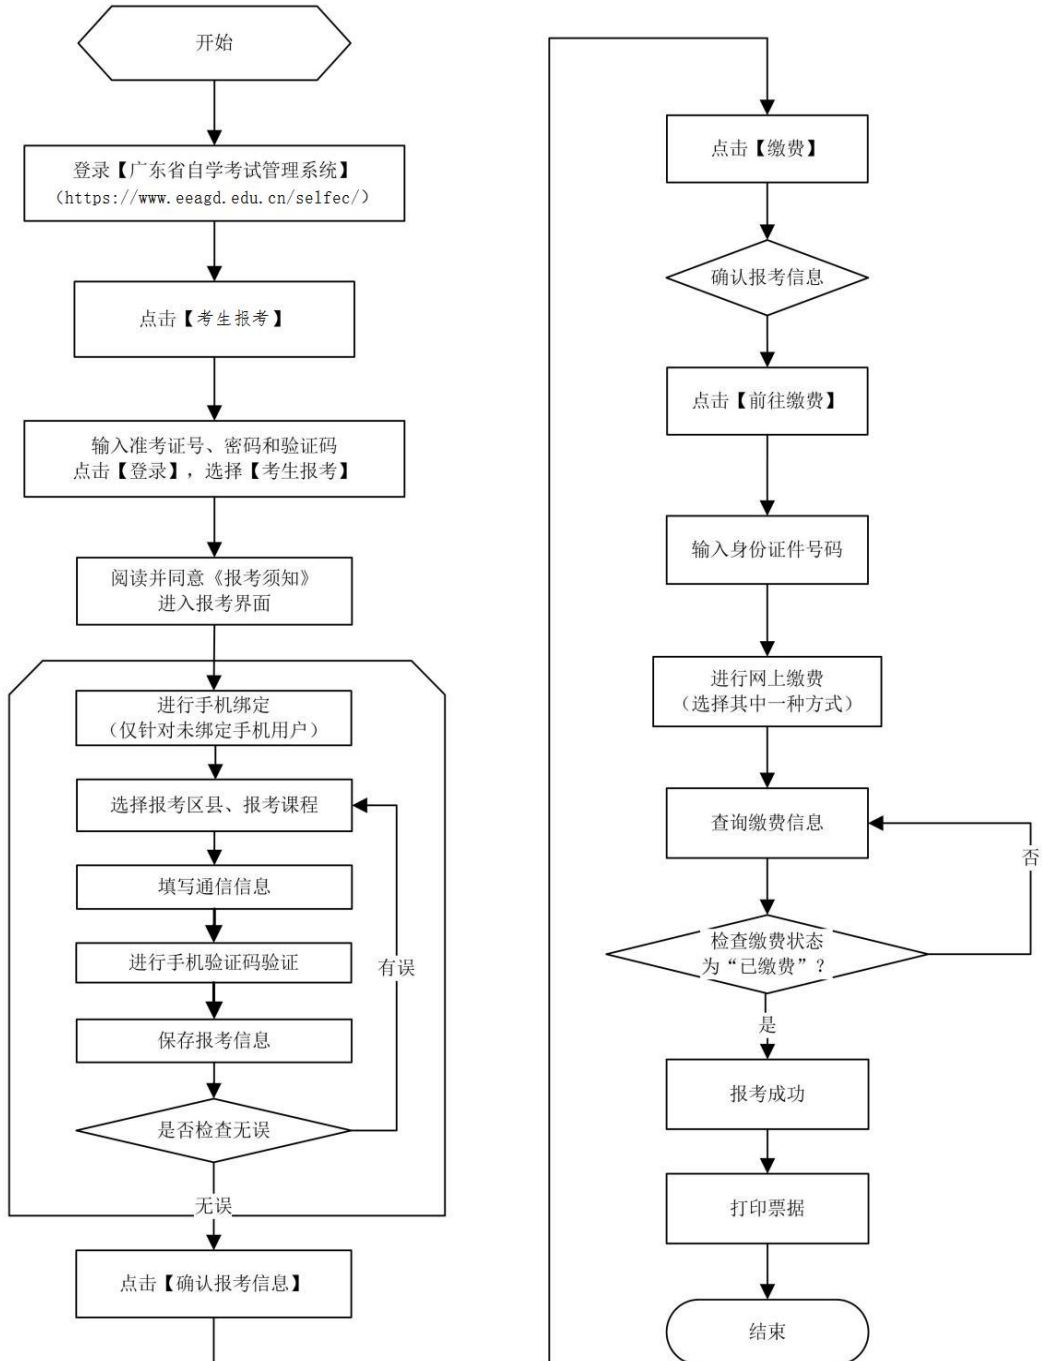 开始
登录【广东省自学考试管理系统】
（https://www.eeagd.edu.cn/selfec/）
点击【考生报考】
输入准考证号、密码和验证码
点击【登录】，选择【考生报考】
阅读并同意《报考须知》
进入报考界面
进行手机绑定
（仅针对未绑定手机用户）
选择报考区县、报考课程
填写通信信息
进行手机验证码验证
有误
保存报考信息
是否检查无误
无误
点击【确认报考信息】
点击【缴费】
确认报考信息
点击【前往缴费】
输入身份证件号码
进行网上缴费
（选择其中一种方式）
查询缴费信息
否
检查缴费状态
为“已缴费”？
是
报考成功
打印票据
结束